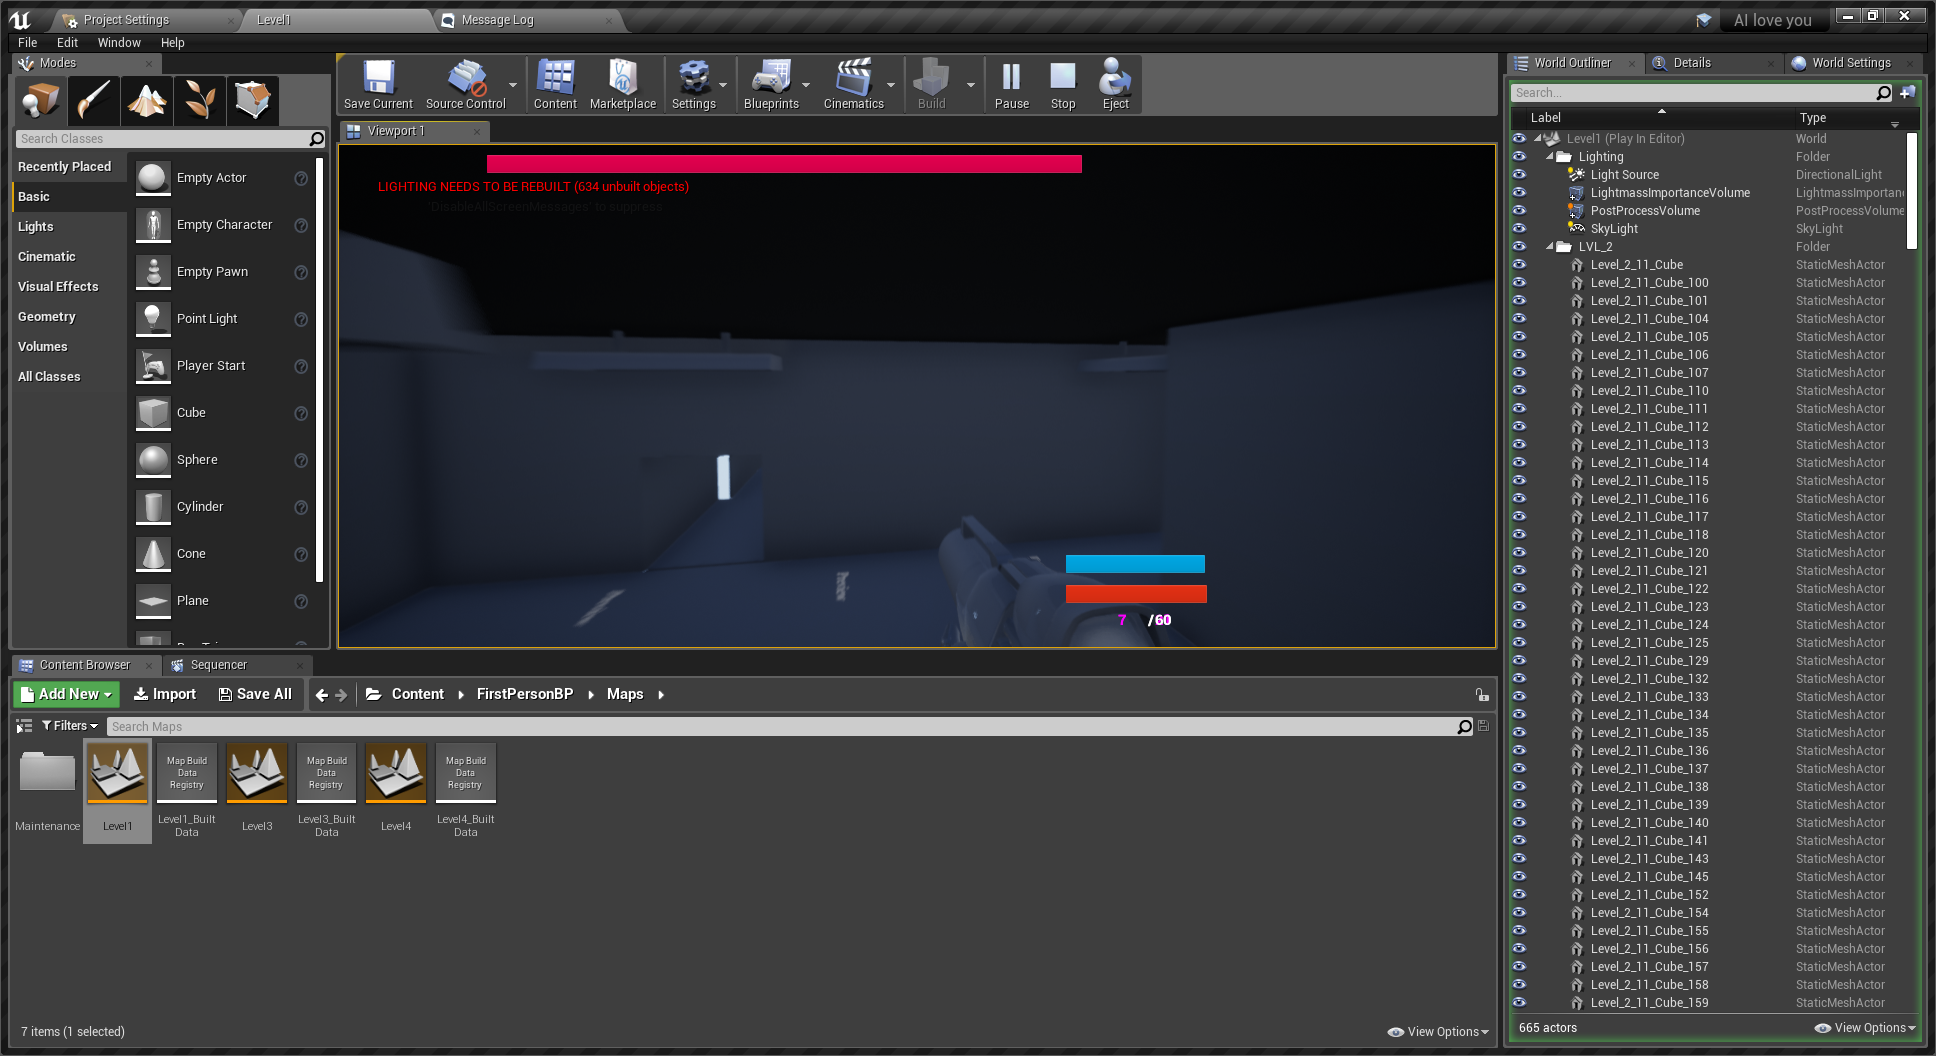 Project Settings
Level1
Message Log
AI love you
File Edit Window Help
Modes
Search Classes
Recently Placed
Basic
Lights
Cinematic
Visual Effects
Geometry
Volumes
All Classes
Empty Actor
Empty Character
Empty Pawn
Point Light
Player Start
Cube
Sphere
Cylinder
Cone
Plane
Save Current
Source Control
Content
Marketplace
Settings
Blueprints
Cinematics
Build
Pause
Stop
Eject
Viewport 1
LIGHTING NEEDS TO BE REBUILT (634 unbuilt objects)
'DisableAllScreenMessages' to suppress
7 /60
World Outliner
Details
World Settings
Search...
Label Type
Level1 (Play In Editor) World
Lighting Folder
Light Source DirectionalLight
LightmassImportanceVolume LightmassImportan
PostProcessVolume PostProcessVolume
SkyLight SkyLight
LVL_2 Folder
Level_2_11_Cube StaticMeshActor
Level_2_11_Cube_100 StaticMeshActor
Level_2_11_Cube_101 StaticMeshActor
Level_2_11_Cube_104 StaticMeshActor
Level_2_11_Cube_105 StaticMeshActor
Level_2_11_Cube_106 StaticMeshActor
Level_2_11_Cube_107 StaticMeshActor
Level_2_11_Cube_110 StaticMeshActor
Level_2_11_Cube_111 StaticMeshActor
Level_2_11_Cube_112 StaticMeshActor
Level_2_11_Cube_113 StaticMeshActor
Level_2_11_Cube_114 StaticMeshActor
Level_2_11_Cube_115 StaticMeshActor
Level_2_11_Cube_116 StaticMeshActor
Level_2_11_Cube_117 StaticMeshActor
Level_2_11_Cube_118 StaticMeshActor
Level_2_11_Cube_120 StaticMeshActor
Level_2_11_Cube_121 StaticMeshActor
Level_2_11_Cube_122 StaticMeshActor
Level_2_11_Cube_123 StaticMeshActor
Level_2_11_Cube_124 StaticMeshActor
Level_2_11_Cube_125 StaticMeshActor
Level_2_11_Cube_129 StaticMeshActor
Level_2_11_Cube_132 StaticMeshActor
Level_2_11_Cube_133 StaticMeshActor
Level_2_11_Cube_134 StaticMeshActor
Level_2_11_Cube_135 StaticMeshActor
Level_2_11_Cube_136 StaticMeshActor
Level_2_11_Cube_137 StaticMeshActor
Level_2_11_Cube_138 StaticMeshActor
Level_2_11_Cube_139 StaticMeshActor
Level_2_11_Cube_140 StaticMeshActor
Level_2_11_Cube_141 StaticMeshActor
Level_2_11_Cube_143 StaticMeshActor
Level_2_11_Cube_145 StaticMeshActor
Level_2_11_Cube_152 StaticMeshActor
Level_2_11_Cube_154 StaticMeshActor
Level_2_11_Cube_155 StaticMeshActor
Level_2_11_Cube_156 StaticMeshActor
Level_2_11_Cube_157 StaticMeshActor
Level_2_11_Cube_158 StaticMeshActor
Level_2_11_Cube_159 StaticMeshActor
665 actors
View Options
Content Browser
Sequencer
Add New
Import
Save All
Content
FirstPersonBP
Maps
Filters
Search Maps
Maintenance
Level1
Map Build
Data
Registry
Level1_Built
Data
Level3
Map Build
Data
Registry
Level3_Built
Data
Level4
Map Build
Data
Registry
Level4_Built
Data
7 items (1 selected)
View Options